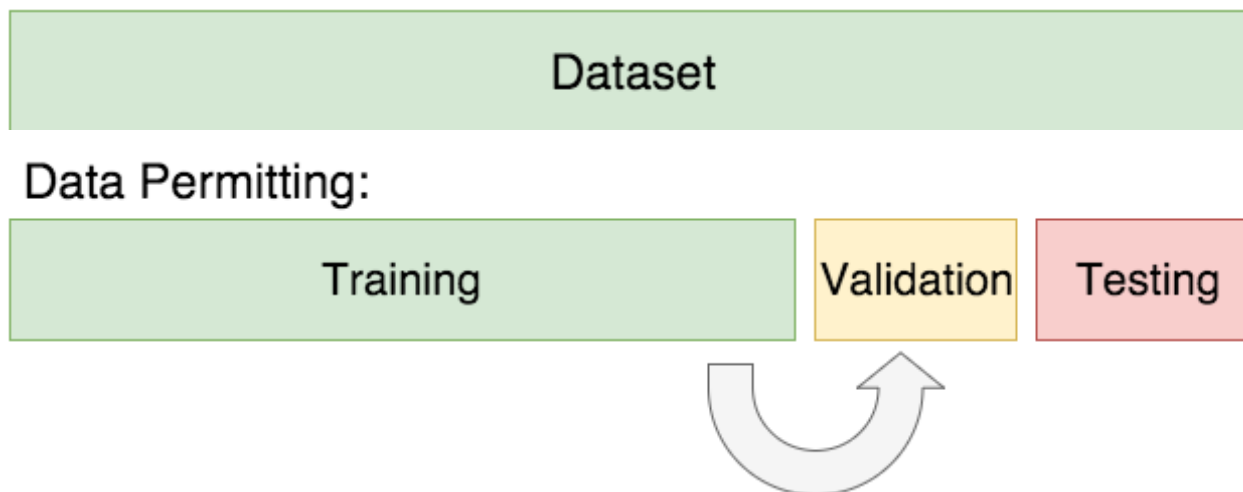 Dataset
Data Permitting:
Training
Validation
Testing